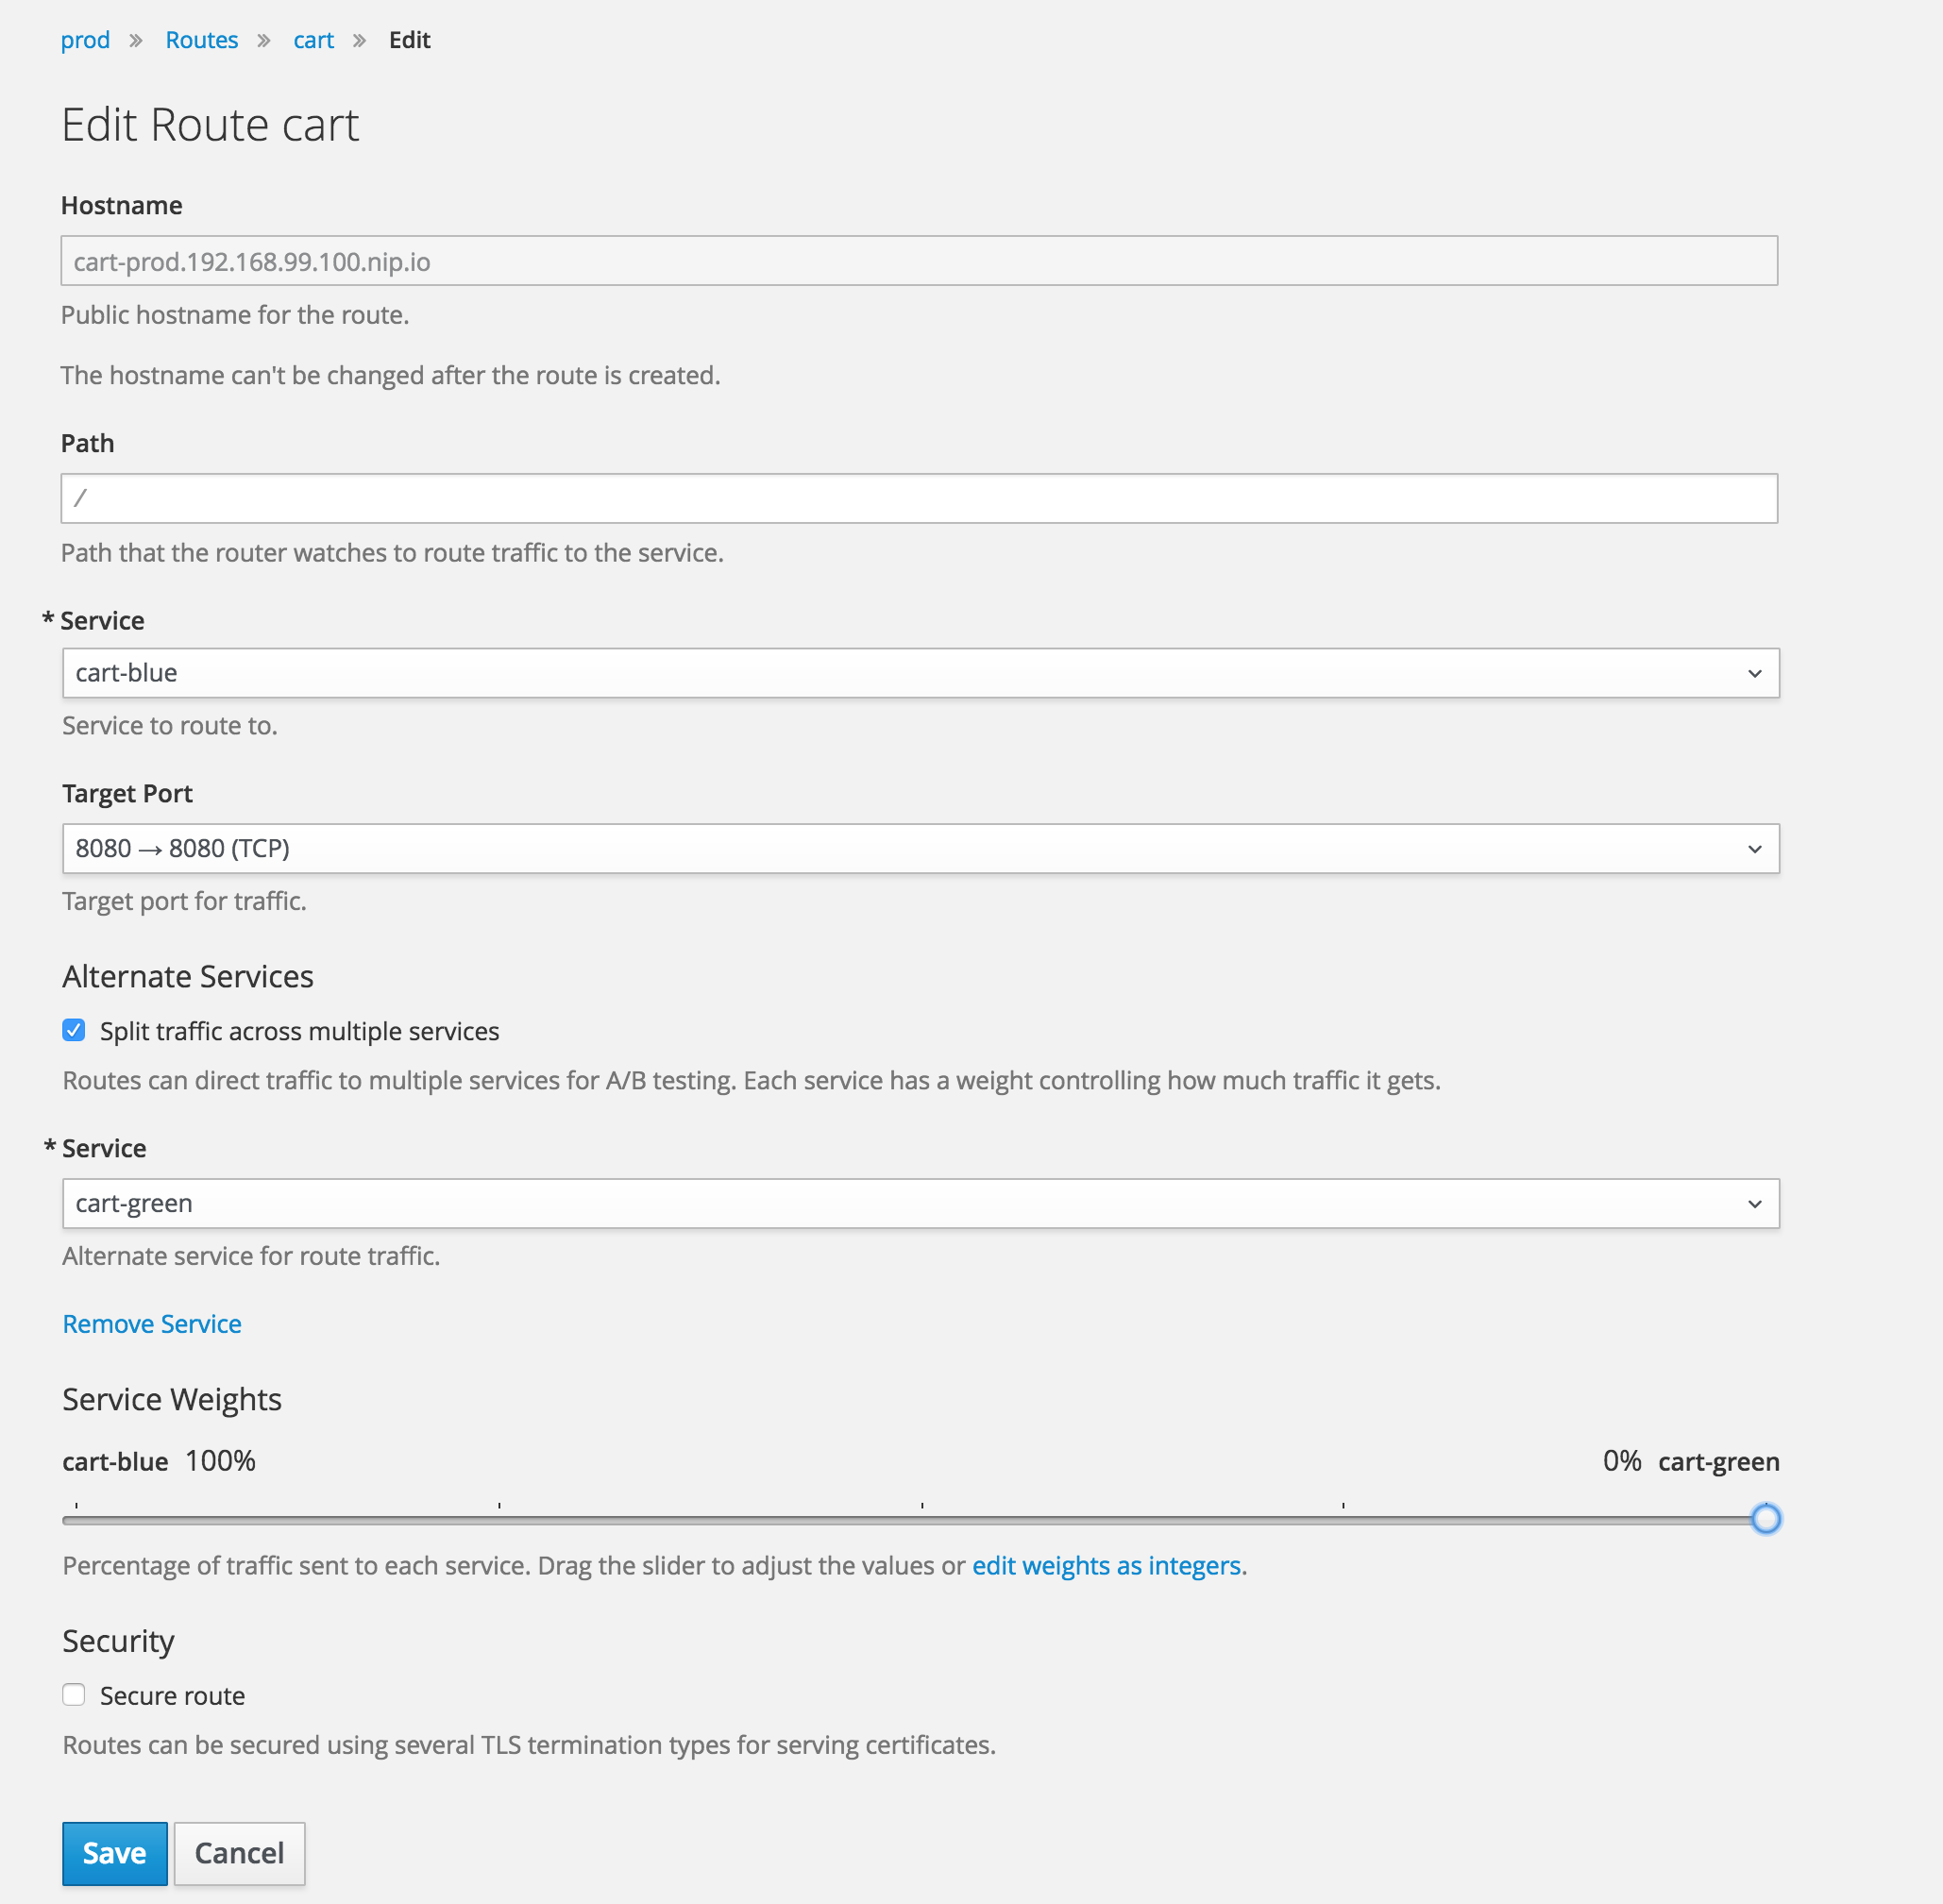 prod » Routes » cart » Edit
Edit Route cart
Hostname
cart-prod.192.168.99.100.nip.io
Public hostname for the route.
The hostname can't be changed after the route is created.
Path
/
Path that the router watches to route traffic to the service.
* Service
cart-blue
Service to route to.
Target Port
8080 → 8080 (TCP)
Target port for traffic.
Alternate Services
Split traffic across multiple services
Routes can direct traffic to multiple services for A/B testing. Each service has a weight controlling how much traffic it gets.
* Service
cart-green
Alternate service for route traffic.
Remove Service
Service Weights
cart-blue 100% 0% cart-green
Percentage of traffic sent to each service. Drag the slider to adjust the values or edit weights as integers.
Security
Secure route
Routes can be secured using several TLS termination types for serving certificates.
Save Cancel